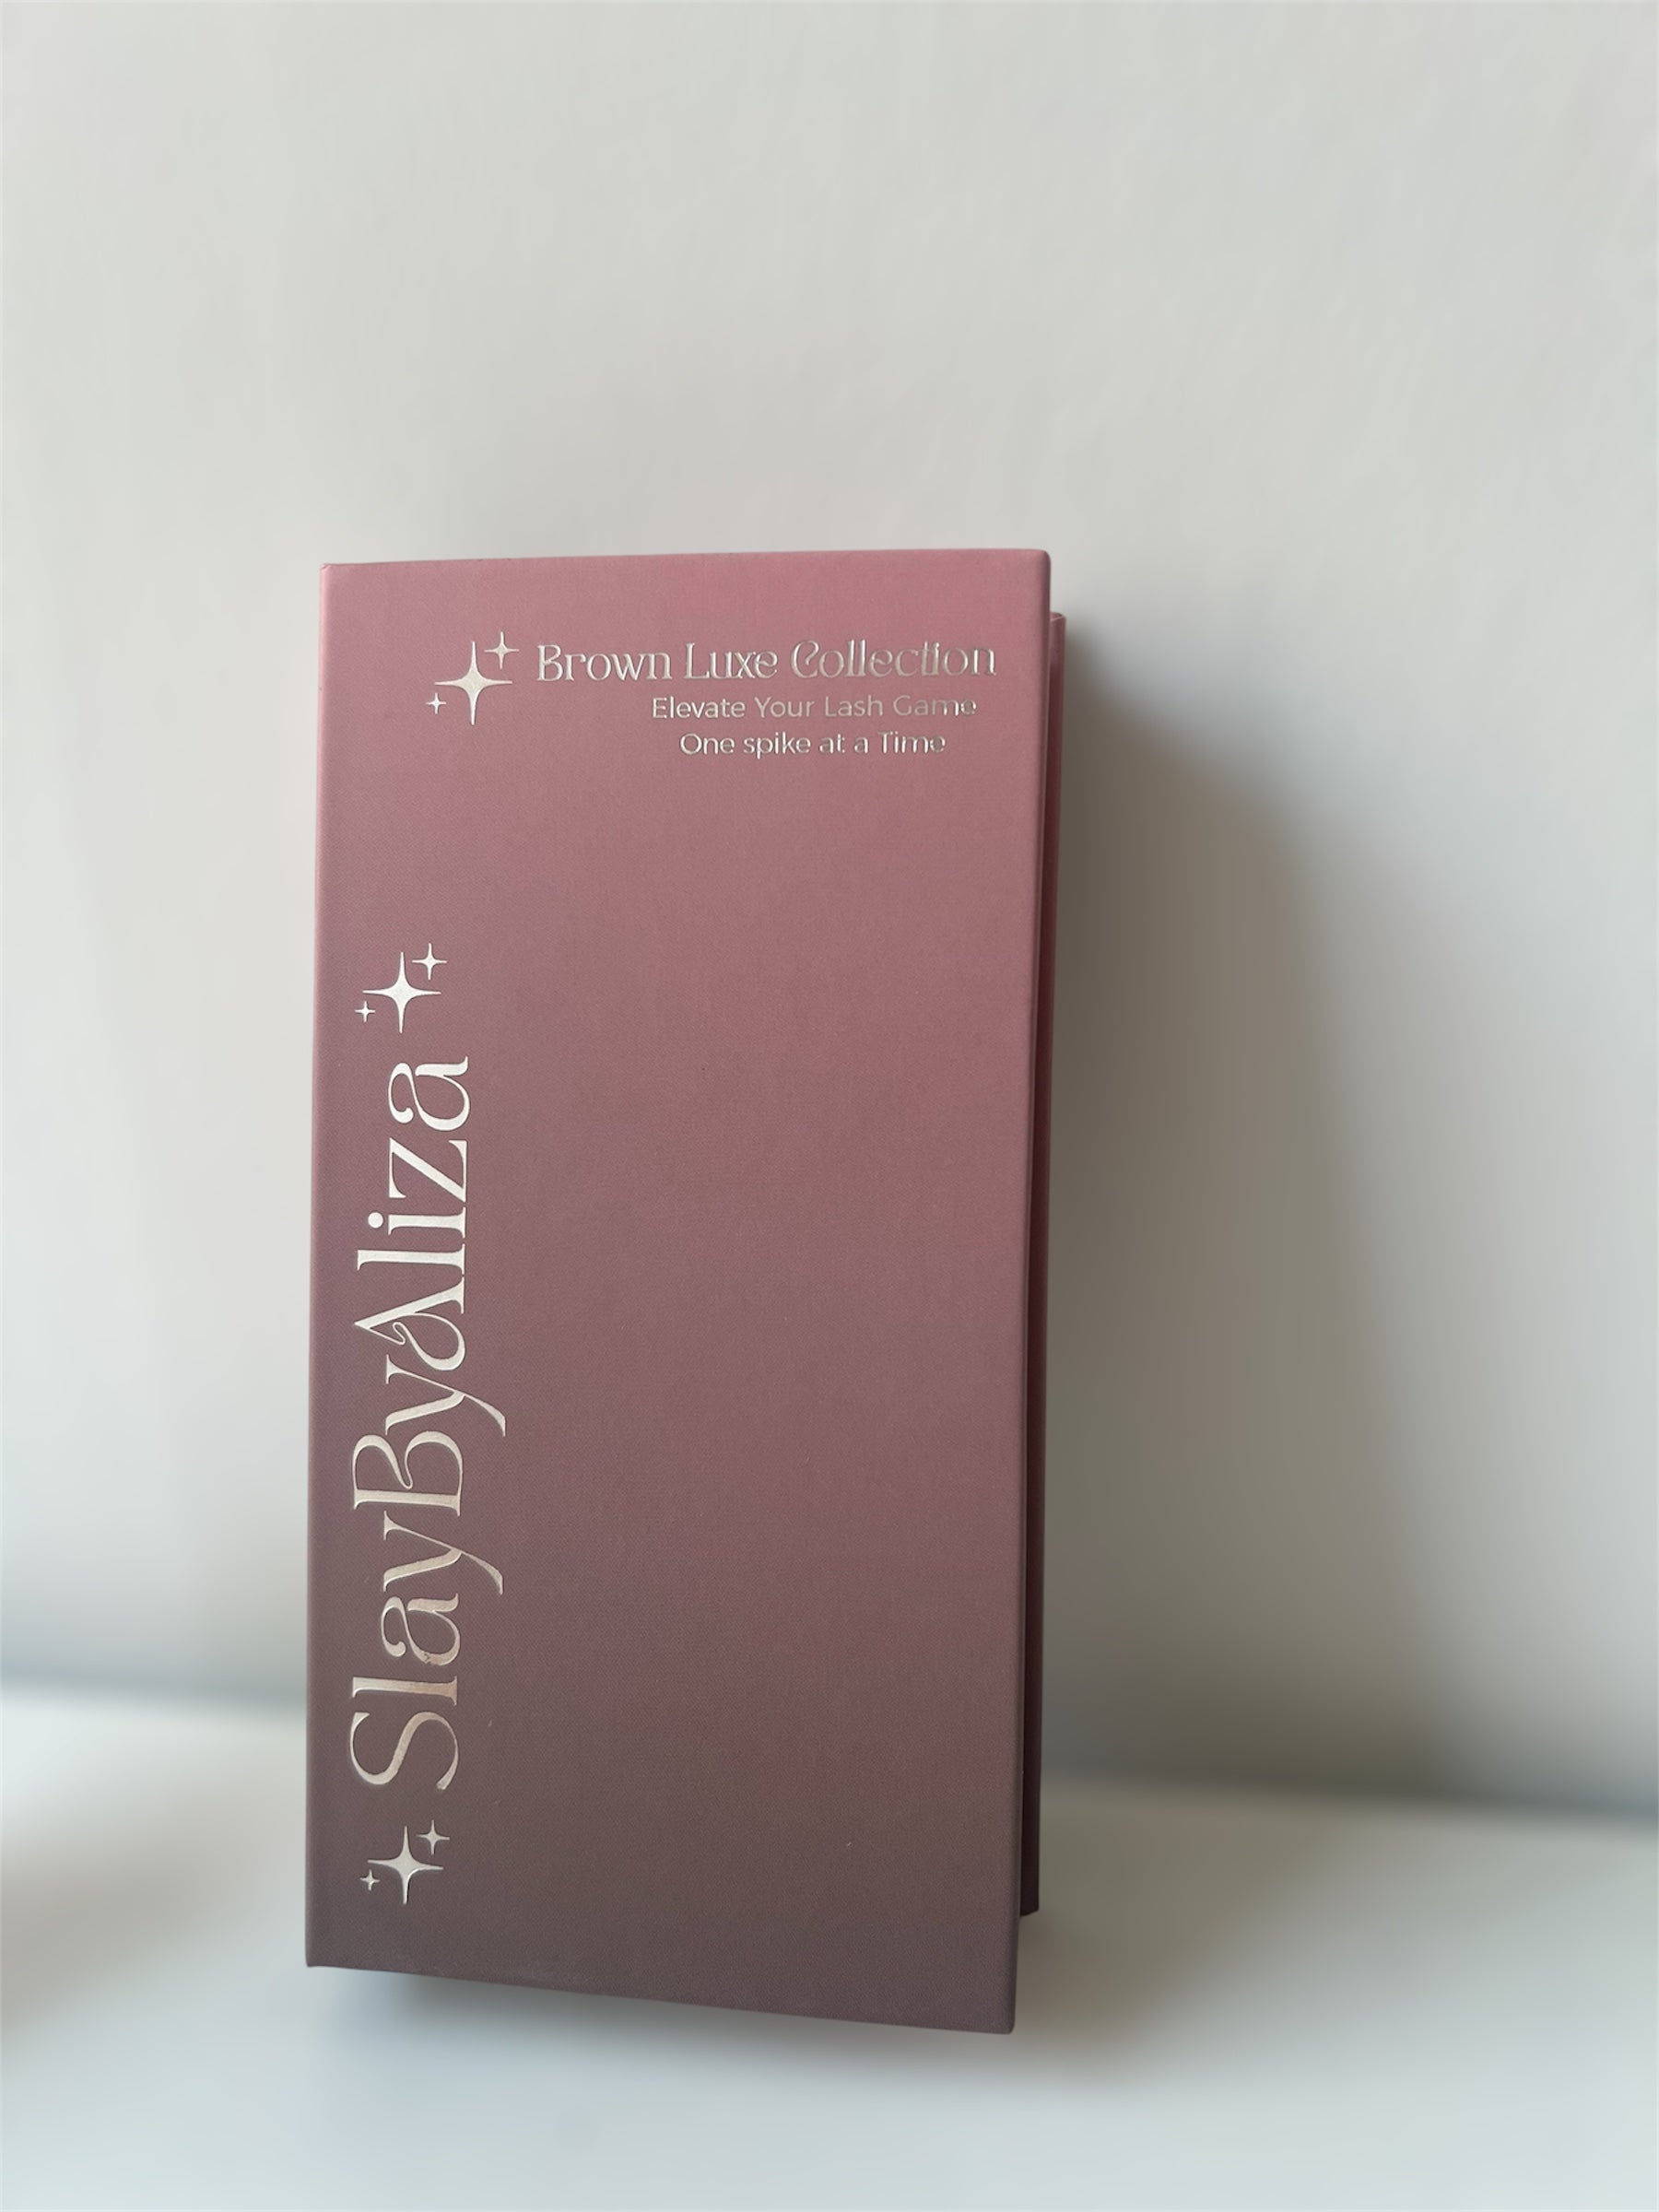 Brown Luxe Collection
Elevate Your Lash Game
One spike at a Time
SlayByAliza